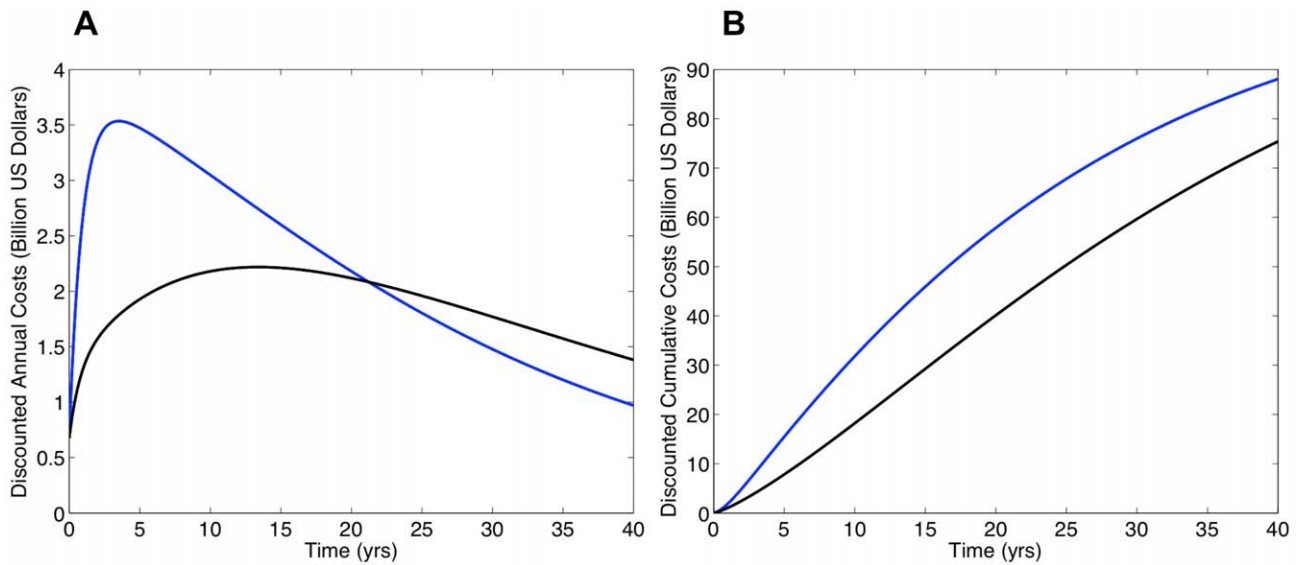 A
Discounted Annual Costs (Billion US Dollars)
4
3.5
3
2.5
2
1.5
1
0.5
0
0 5 10 15 20 25 30 35 40
Time (yrs)
B
Discounted Cumulative Costs (Billion US Dollars)
90
80
70
60
50
40
30
20
10
0
0 5 10 15 20 25 30 35 40
Time (yrs)